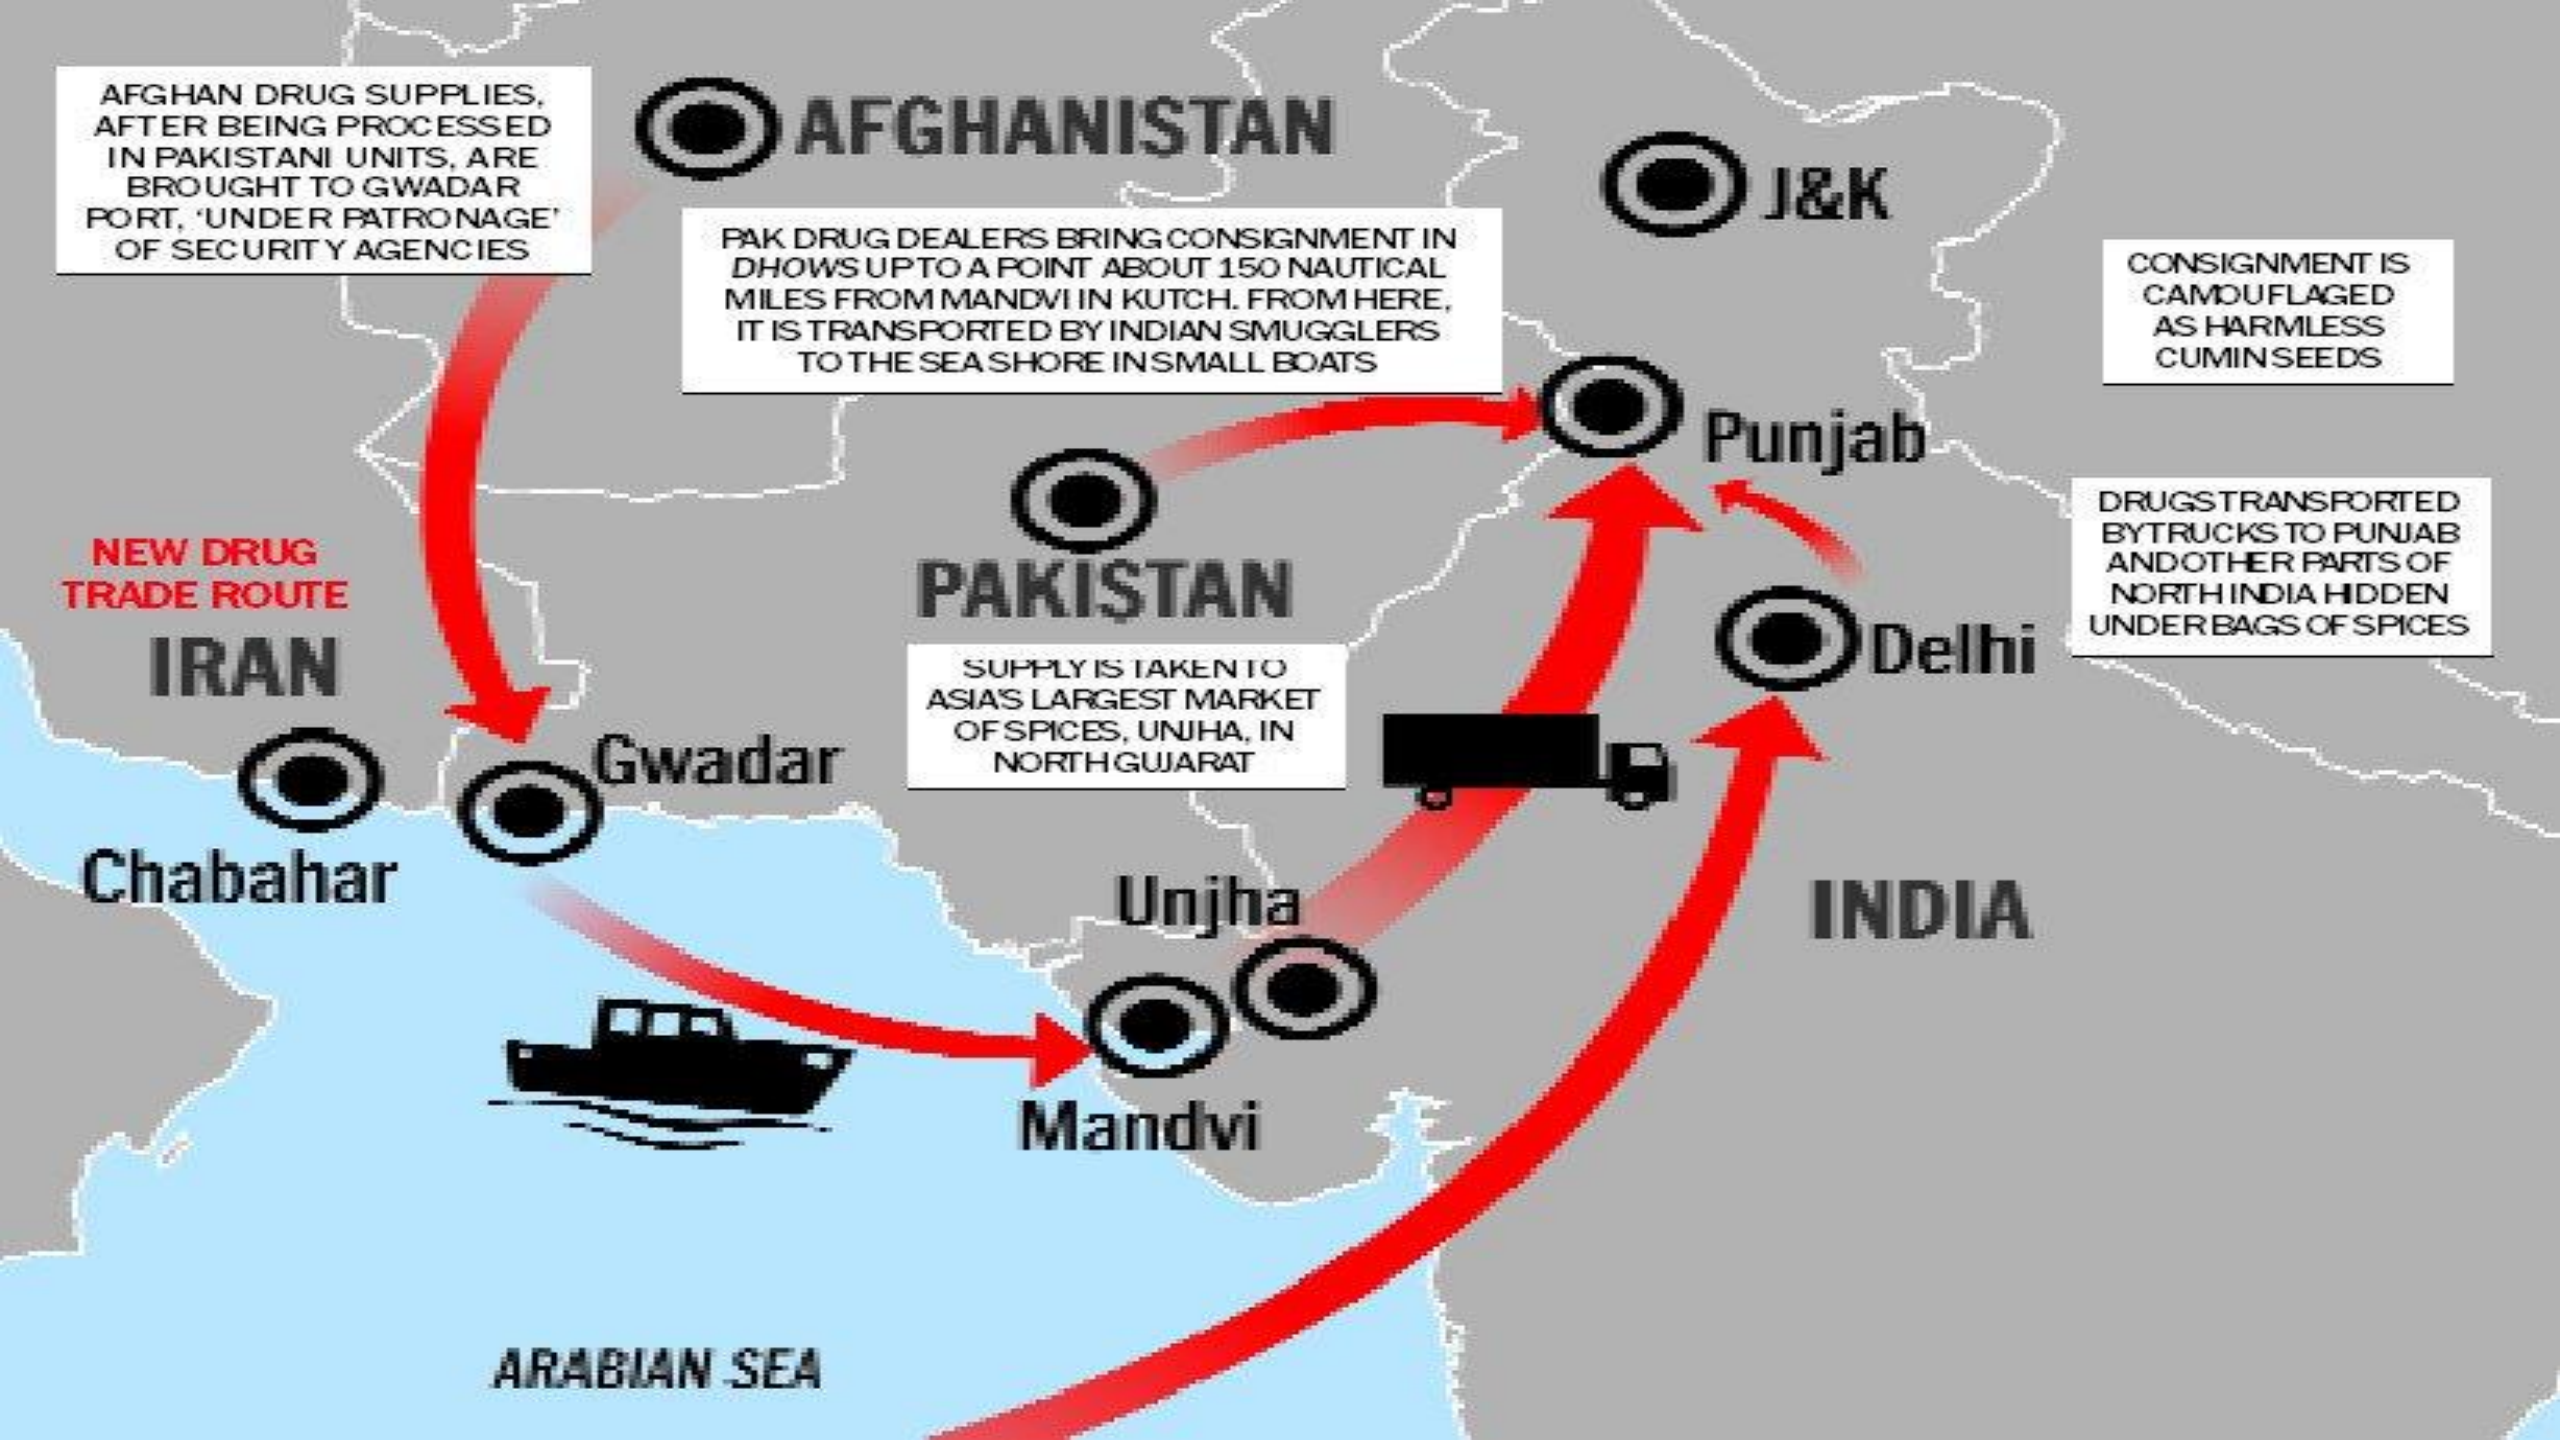 AFGHAN DRUG SUPPLIES,
AFTER BEING PROCESSED
IN PAKISTANI UNITS, ARE
BROUGHT TO GWADAR
PORT, ‘UNDER PATRONAGE’
OF SECURITY AGENCIES
AFGHANISTAN
J&K
PAK DRUG DEALERS BRING CONSIGNMENT IN
DHOWS UP TO A POINT ABOUT 150 NAUTICAL
MILES FROM MANDVI IN KUTCH. FROM HERE,
IT IS TRANSPORTED BY INDIAN SMUGGLERS
TO THE SEA SHORE IN SMALL BOATS
CONSIGNMENT IS
CAMOUFLAGED
AS HARMLESS
CUMIN SEEDS
Punjab
DRUGS TRANSPORTED
BY TRUCKS TO PUNJAB
AND OTHER PARTS OF
NORTH INDIA HIDDEN
UNDER BAGS OF SPICES
NEW DRUG
TRADE ROUTE
PAKISTAN
IRAN
Delhi
SUPPLY IS TAKEN TO
ASIA'S LARGEST MARKET
OF SPICES, UNJHA, IN
NORTH GUJARAT
Gwadar
Chabahar
Unjha
INDIA
Mandvi
ARABIAN SEA